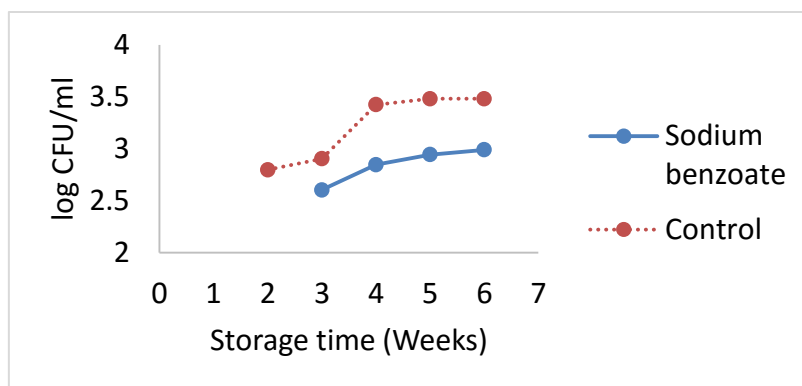 4
3.5
3
2.5
2
log CFU/ml
0 1 2 3 4 5 6 7
Storage time (Weeks)
Sodium
benzoate
Control